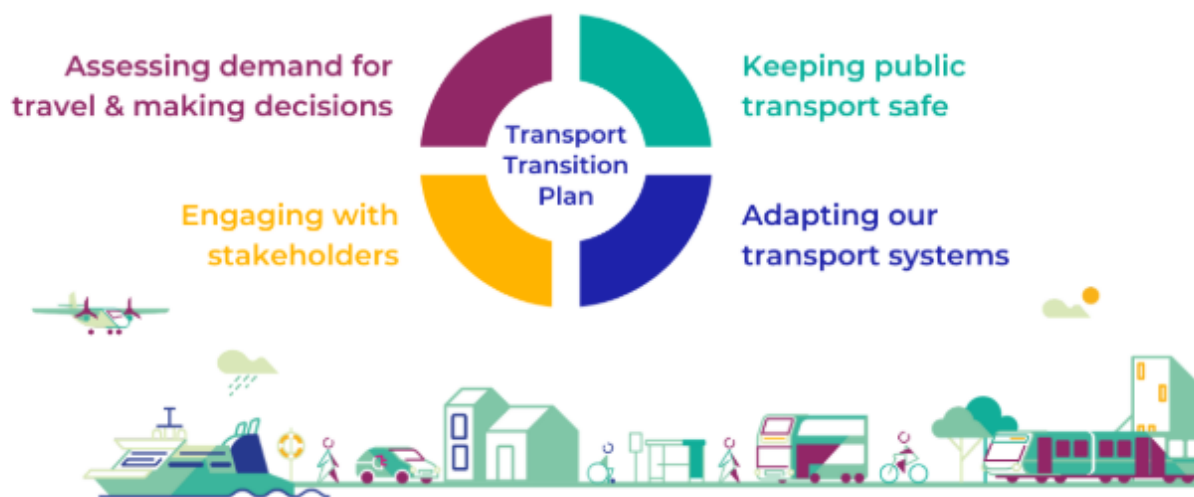 Assessing demand for
travel & making decisions
Keeping public
transport safe
Transport
Transition
Plan
Engaging with
stakeholders
Adapting our
transport systems